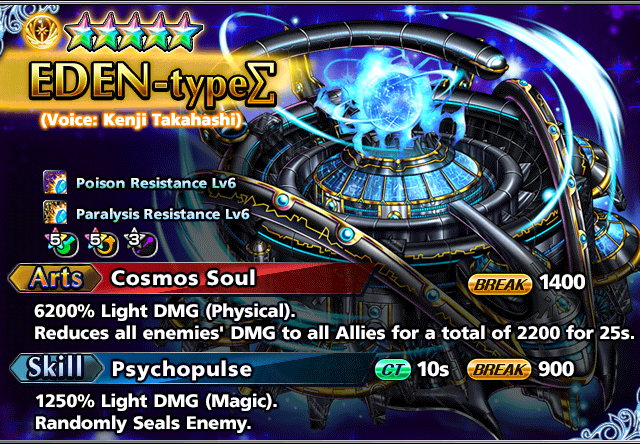 EDEN-typeΣ
(Voice: Kenji Takahashi)
Poison Resistance Lv6
Paralysis Resistance Lv6
5 5 3
Arts Cosmos Soul BREAK 1400
6200% Light DMG (Physical).
Reduces all enemies' DMG to all Allies for a total of 2200 for 25s.
Skill Psychopulse CT 10s BREAK 900
1250% Light DMG (Magic).
Randomly Seals Enemy.